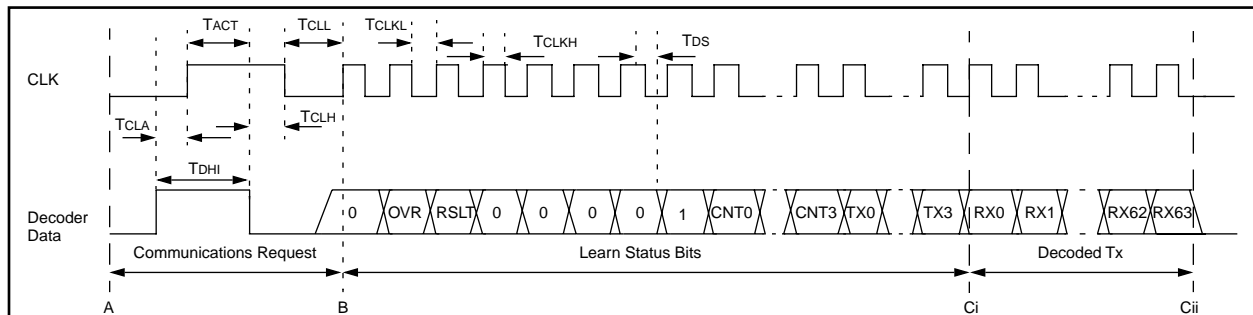 TACT TCLL TCLKL TCLKH TDS
CLK
TCLA TCLH
TDHI
Decoder
Data
0 OVR RSLT 0 0 0 0 1 CNT0 CNT3 TX0 TX3 RX0 RX1 RX62 RX63
Communications Request Learn Status Bits Decoded Tx
A B Ci Cii